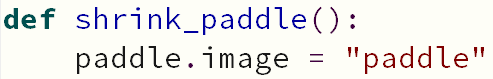 def shrink_paddle():
    paddle.image = "paddle"